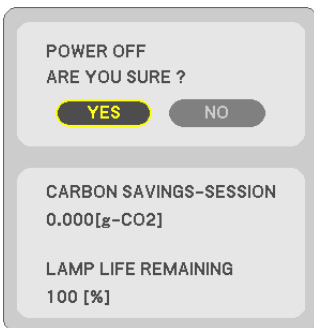 POWER OFF
ARE YOU SURE ?
YES NO
CARBON SAVINGS-SESSION
0.000[g-CO2]
LAMP LIFE REMAINING
100 [%]